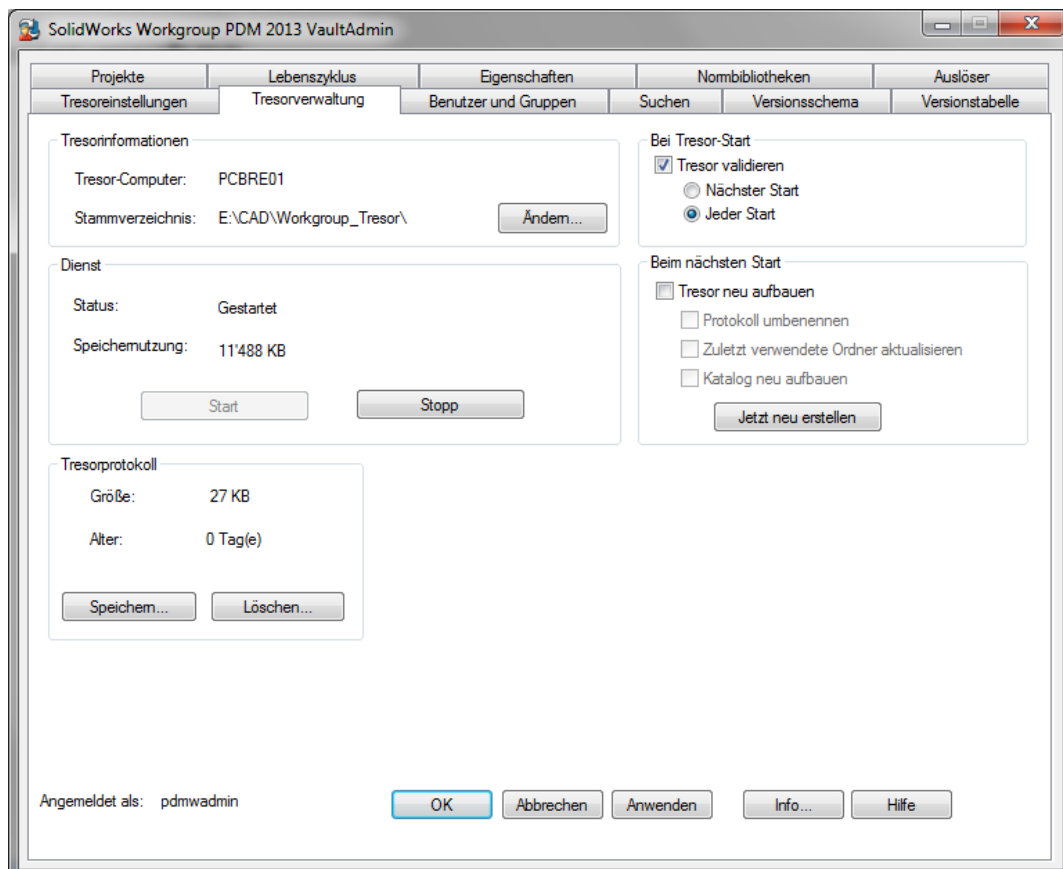 SolidWorks Workgroup PDM 2013 VaultAdmin
Projekte Lebenszyklus Eigenschaften Normbibliotheken Auslöser
Tresoreinstellungen Tresorverwaltung Benutzer und Gruppen Suchen Versionsschema Versionstabelle
Tresorinformationen
Tresor-Computer: PCBRE01
Stammverzeichnis: E:\CAD\Workgroup_Tresor\ Ändern...
Bei Tresor-Start
Tresor validieren
Nächster Start
Jeder Start
Dienst
Status: Gestartet
Speichernutzung: 11'488 KB
Start Stopp
Beim nächsten Start
Tresor neu aufbauen
Protokoll umbenennen
Zuletzt verwendete Ordner aktualisieren
Katalog neu aufbauen
Jetzt neu erstellen
Tresorprotokoll
Größe: 27 KB
Alter: 0 Tag(e)
Speichern... Löschen...
Angemeldet als: pdmwadmin OK Abbrechen Anwenden Info... Hilfe